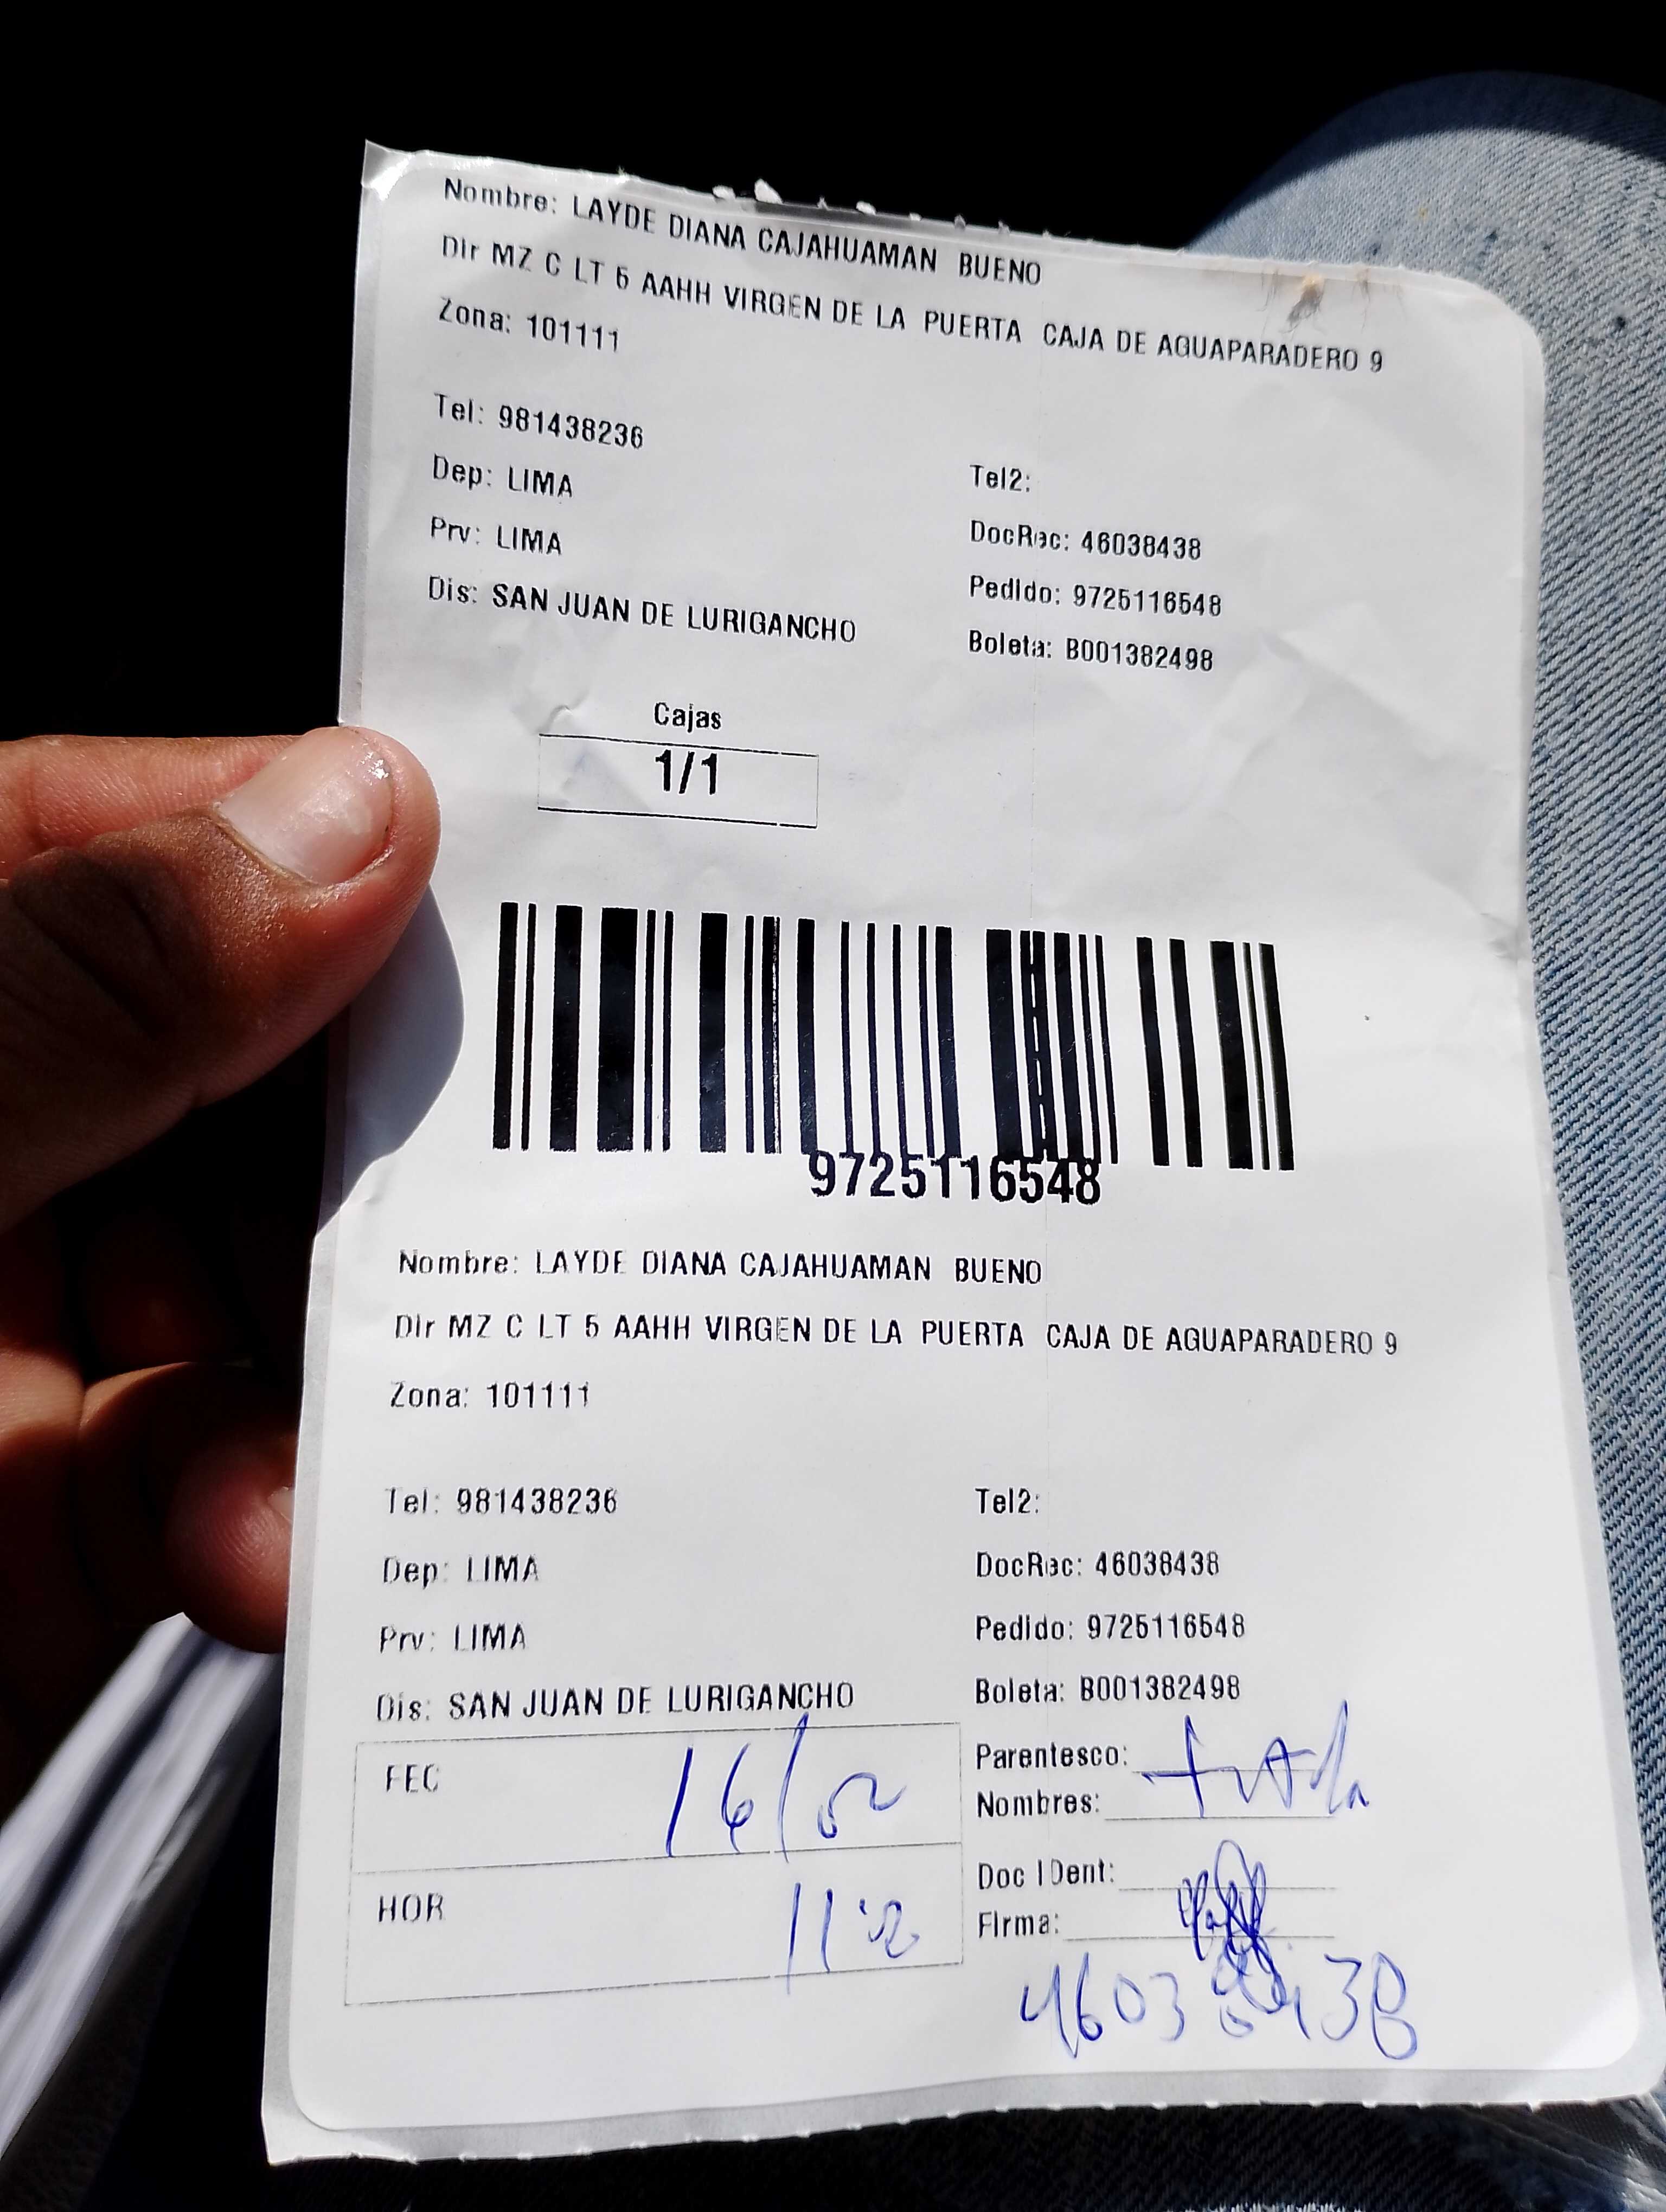 Nombre: LAYDE DIANA CAJAHUAMAN BUENO
Dir MZ C LT 5 AAHH VIRGEN DE LA PUERTA CAJA DE AGUAPARADERO 9
Zona: 101111
Tel: 981438236
Tel2:
Dep: LIMA
DocRec: 46038438
Prv: LIMA
Pedido: 9725116548
Dis: SAN JUAN DE LURIGANCHO
Boleta: B001382498
Cajas
1/1
9725116548
Nombre: LAYDE DIANA CAJAHUAMAN BUENO
Dir MZ C LT 5 AAHH VIRGEN DE LA PUERTA CAJA DE AGUAPARADERO 9
Zona: 101111
Tel: 981438236
Tel2:
Dep: LIMA
DocRec: 46038438
Prv: LIMA
Pedido: 9725116548
Dis: SAN JUAN DE LURIGANCHO
Boleta: B001382498
FEC 16/02
Parentesco:
Nombres:
HOR
Doc IDent:
Firma: